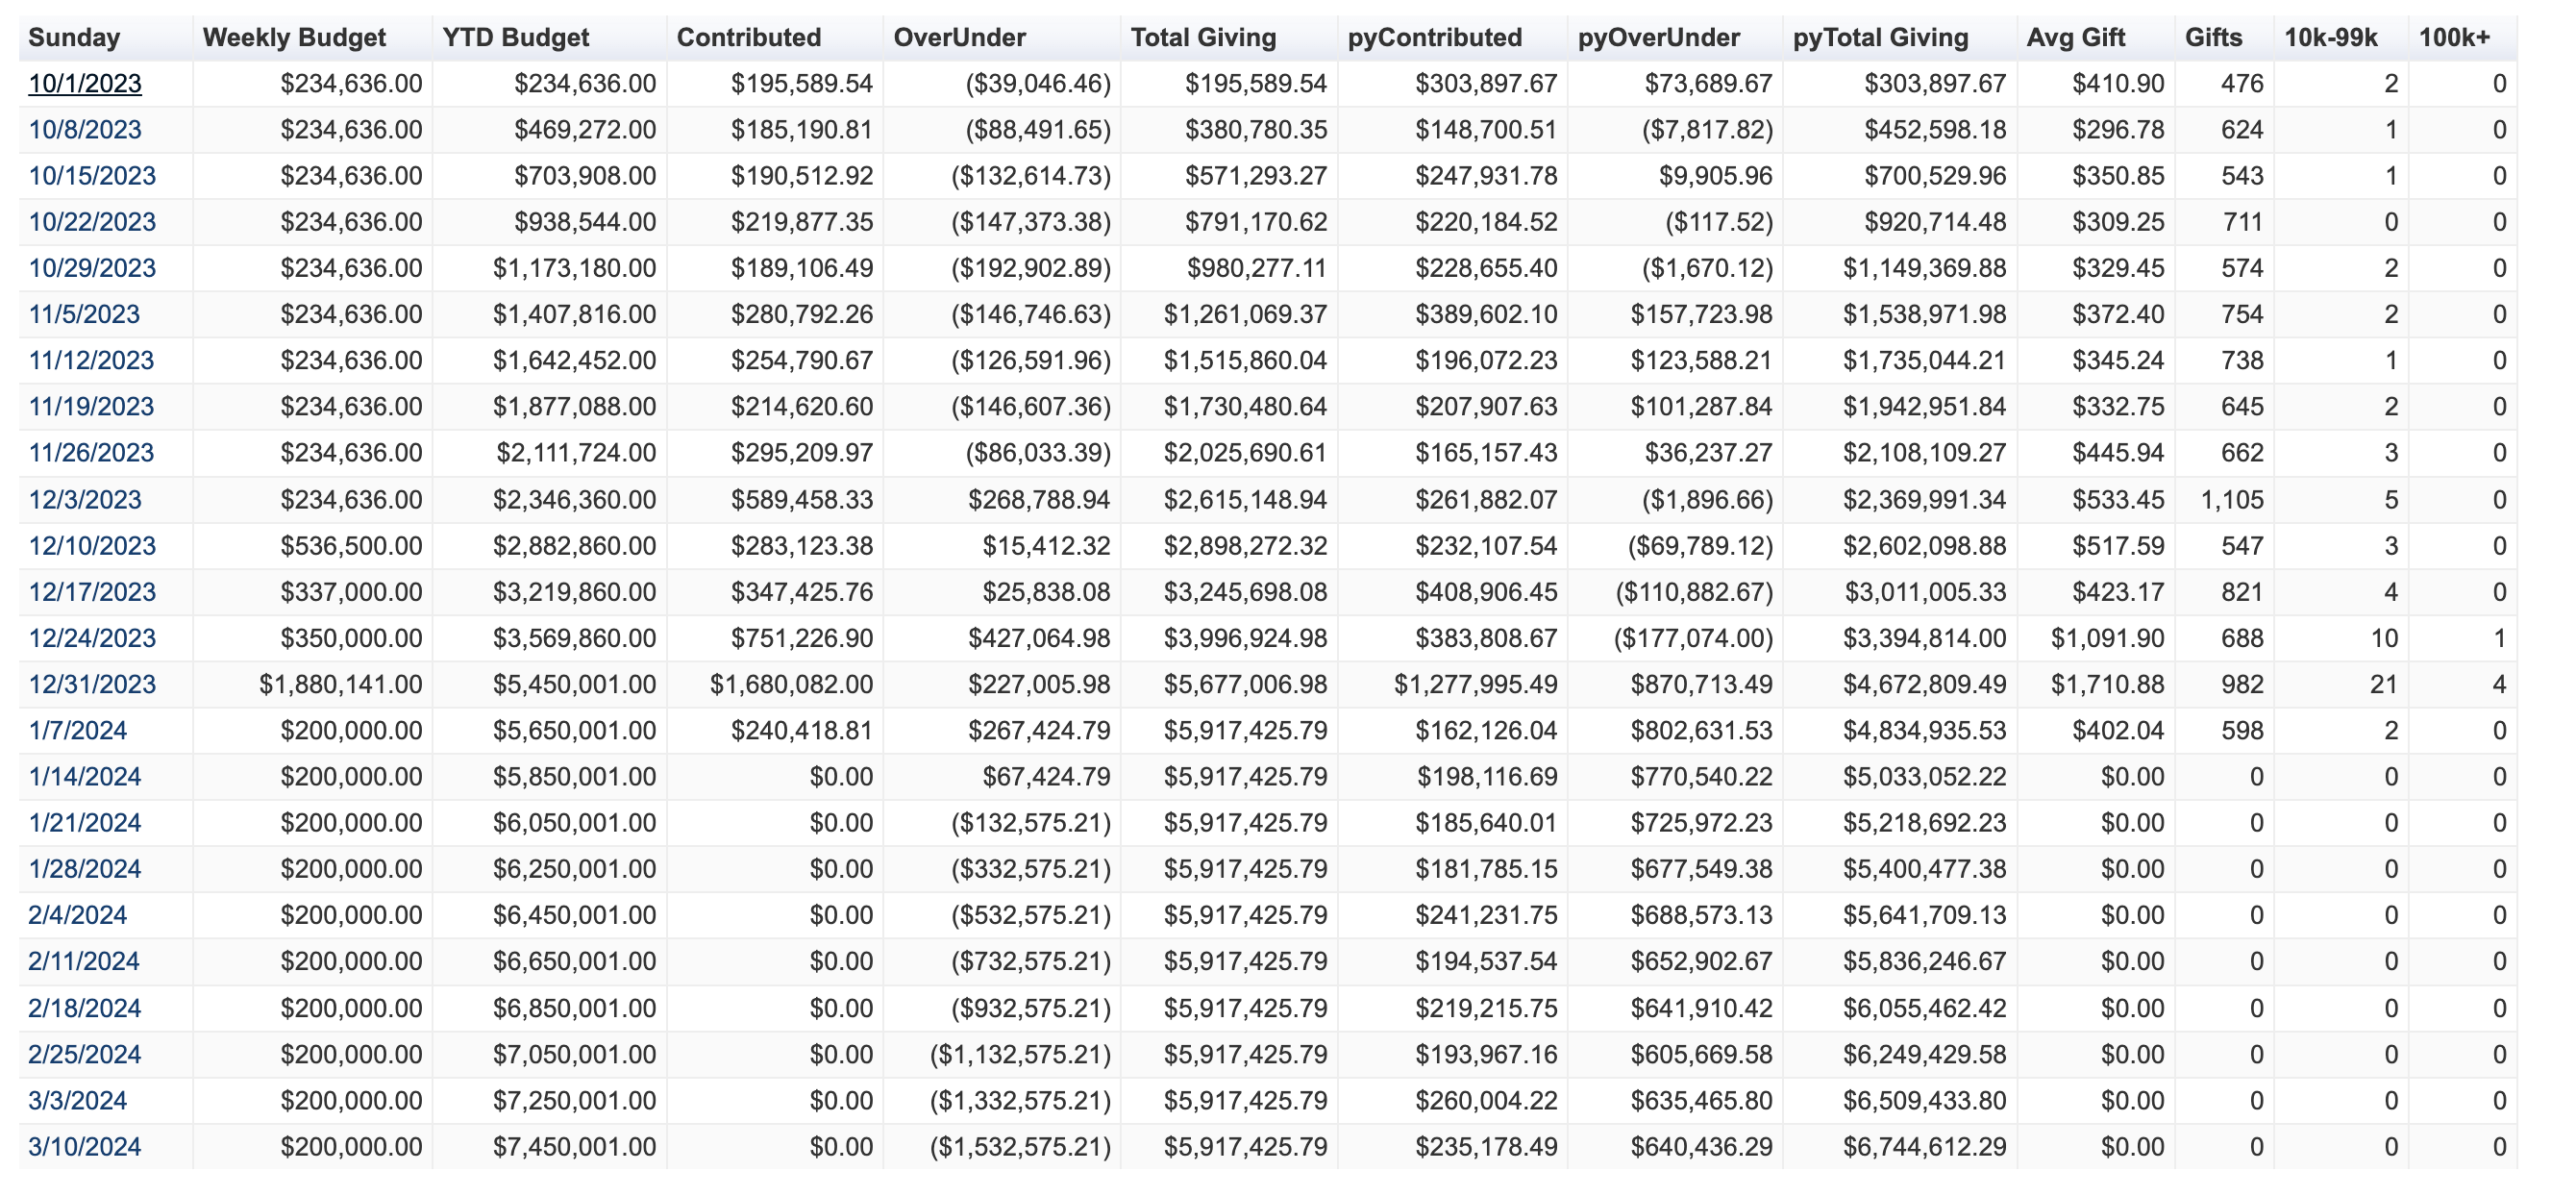 Sunday Weekly Budget YTD Budget Contributed OverUnder Total Giving pyContributed pyOverUnder pyTotal Giving Avg Gift Gifts 10k-99k 100k+
10/1/2023 $234,636.00 $234,636.00 $195,589.54 ($39,046.46) $195,589.54 $303,897.67 $73,689.67 $303,897.67 $410.90 476 2 0
10/8/2023 $234,636.00 $469,272.00 $185,190.81 ($88,491.65) $380,780.35 $148,700.51 ($7,817.82) $452,598.18 $296.78 624 1 0
10/15/2023 $234,636.00 $703,908.00 $190,512.92 ($132,614.73) $571,293.27 $247,931.78 $9,905.96 $700,529.96 $350.85 543 1 0
10/22/2023 $234,636.00 $938,544.00 $219,877.35 ($147,373.38) $791,170.62 $220,184.52 ($117.52) $920,714.48 $309.25 711 0 0
10/29/2023 $234,636.00 $1,173,180.00 $189,106.49 ($192,902.89) $980,277.11 $228,655.40 ($1,670.12) $1,149,369.88 $329.45 574 2 0
11/5/2023 $234,636.00 $1,407,816.00 $280,792.26 ($146,746.63) $1,261,069.37 $389,602.10 $157,723.98 $1,538,971.98 $372.40 754 2 0
11/12/2023 $234,636.00 $1,642,452.00 $254,790.67 ($126,591.96) $1,515,860.04 $196,072.23 $123,588.21 $1,735,044.21 $345.24 738 1 0
11/19/2023 $234,636.00 $1,877,088.00 $214,620.60 ($146,607.36) $1,730,480.64 $207,907.63 $101,287.84 $1,942,951.84 $332.75 645 2 0
11/26/2023 $234,636.00 $2,111,724.00 $295,209.97 ($86,033.39) $2,025,690.61 $165,157.43 $36,237.27 $2,108,109.27 $445.94 662 3 0
12/3/2023 $234,636.00 $2,346,360.00 $589,458.33 $268,788.94 $2,615,148.94 $261,882.07 ($1,896.66) $2,369,991.34 $533.45 1,105 5 0
12/10/2023 $536,500.00 $2,882,860.00 $283,123.38 $15,412.32 $2,898,272.32 $232,107.54 ($69,789.12) $2,602,098.88 $517.59 547 3 0
12/17/2023 $337,000.00 $3,219,860.00 $347,425.76 $25,838.08 $3,245,698.08 $408,906.45 ($110,882.67) $3,011,005.33 $423.17 821 4 0
12/24/2023 $350,000.00 $3,569,860.00 $751,226.90 $427,064.98 $3,996,924.98 $383,808.67 ($177,074.00) $3,394,814.00 $1,091.90 688 10 1
12/31/2023 $1,880,141.00 $5,450,001.00 $1,680,082.00 $227,005.98 $5,677,006.98 $1,277,995.49 $870,713.49 $4,672,809.49 $1,710.88 982 21 4
1/7/2024 $200,000.00 $5,650,001.00 $240,418.81 $267,424.79 $5,917,425.79 $162,126.04 $802,631.53 $4,834,935.53 $402.04 598 2 0
1/14/2024 $200,000.00 $5,850,001.00 $0.00 $67,424.79 $5,917,425.79 $198,116.69 $770,540.22 $5,033,052.22 $0.00 0 0 0
1/21/2024 $200,000.00 $6,050,001.00 $0.00 ($132,575.21) $5,917,425.79 $185,640.01 $725,972.23 $5,218,692.23 $0.00 0 0 0
1/28/2024 $200,000.00 $6,250,001.00 $0.00 ($332,575.21) $5,917,425.79 $181,785.15 $677,549.38 $5,400,477.38 $0.00 0 0 0
2/4/2024 $200,000.00 $6,450,001.00 $0.00 ($532,575.21) $5,917,425.79 $241,231.75 $688,573.13 $5,641,709.13 $0.00 0 0 0
2/11/2024 $200,000.00 $6,650,001.00 $0.00 ($732,575.21) $5,917,425.79 $194,537.54 $652,902.67 $5,836,246.67 $0.00 0 0 0
2/18/2024 $200,000.00 $6,850,001.00 $0.00 ($932,575.21) $5,917,425.79 $219,215.75 $641,910.42 $6,055,462.42 $0.00 0 0 0
2/25/2024 $200,000.00 $7,050,001.00 $0.00 ($1,132,575.21) $5,917,425.79 $193,967.16 $605,669.58 $6,249,429.58 $0.00 0 0 0
3/3/2024 $200,000.00 $7,250,001.00 $0.00 ($1,332,575.21) $5,917,425.79 $260,004.22 $635,465.80 $6,509,433.80 $0.00 0 0 0
3/10/2024 $200,000.00 $7,450,001.00 $0.00 ($1,532,575.21) $5,917,425.79 $235,178.49 $640,436.29 $6,744,612.29 $0.00 0 0 0